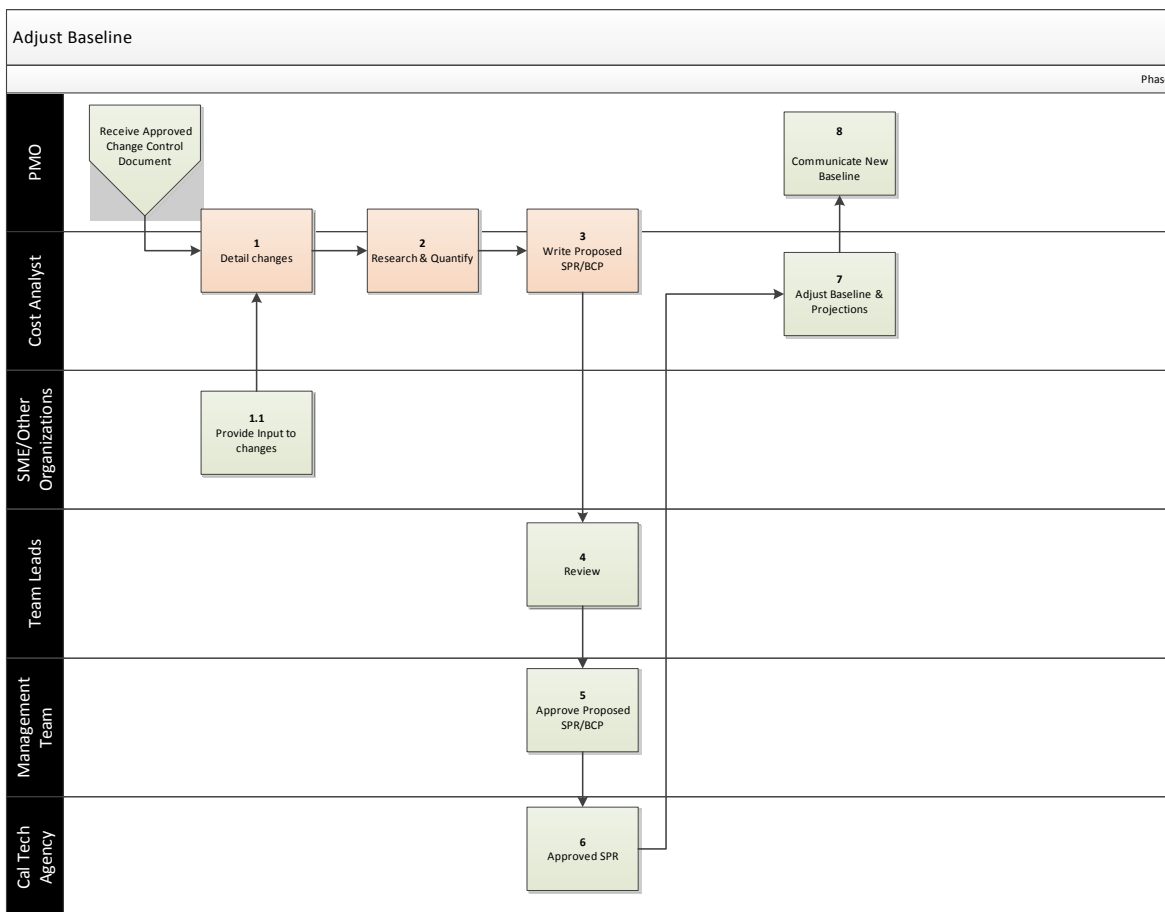 Adjust Baseline
Phas
PMO
Receive Approved
Change Control
Document
8
Communicate New
Baseline
Cost Analyst
1
Detail changes
2
Research & Quantify
3
Write Proposed
SPR/BCP
7
Adjust Baseline &
Projections
SME/Other
Organizations
1.1
Provide Input to
changes
Team Leads
4
Review
Management
Team
5
Approve Proposed
SPR/BCP
Cal Tech
Agency
6
Approved SPR